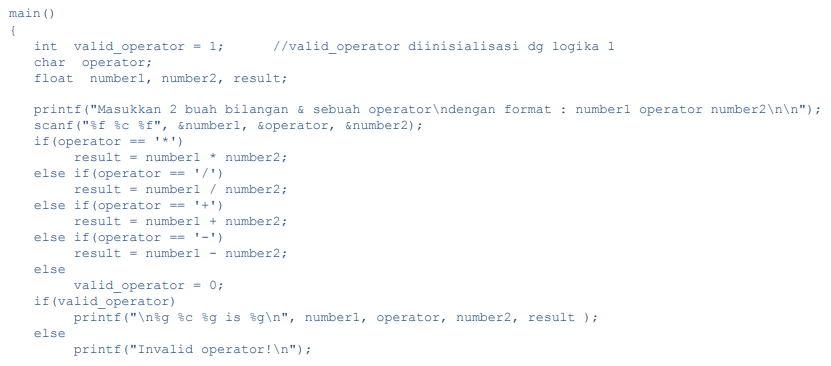 main()
{
int valid_operator = 1; //valid_operator diinisialisasi dg logika 1
char operator;
float number1, number2, result;
printf("Masukkan 2 buah bilangan & sebuah operator\ndengan format : number1 operator number2\n\n");
scanf("%f %c %f", &number1, &operator, &number2);
if(operator == '*')
result = number1 * number2;
else if(operator == '/')
result = number1 / number2;
else if(operator == '+')
result = number1 + number2;
else if(operator == '-')
result = number1 - number2;
else
valid_operator = 0;
if(valid_operator)
printf("\n%g %c %g is %g\n", number1, operator, number2, result );
else
printf("Invalid operator!\n");